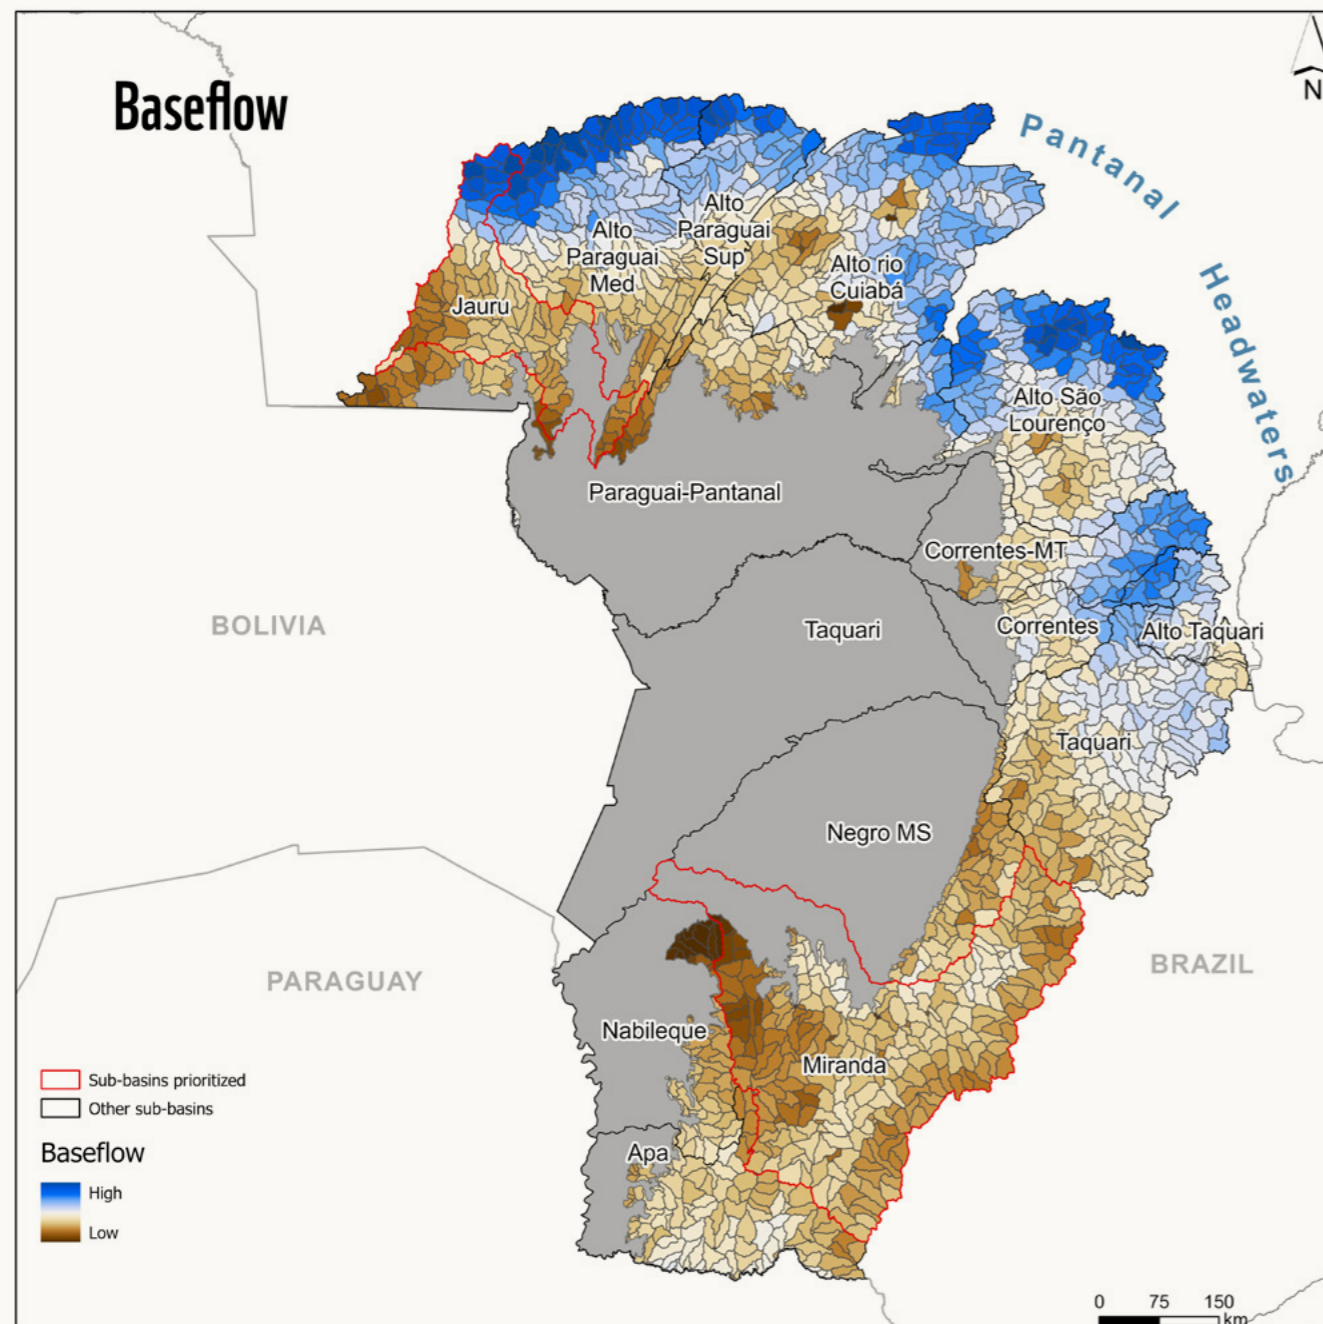 Baseflow
N
Pantanal
Headwaters
Alto
Paraguai
Sup
Alto
Paraguai
Med
Alto rio
Cuiabá
Jauru
Alto São
Lourenço
Paraguai-Pantanal
Correntes-MT
BOLIVIA
Taquari
Correntes
Alto Taquari
Taquari
Negro MS
PARAGUAY
BRAZIL
Nabileque
Miranda
Apa
Sub-basins prioritized
Other sub-basins
Baseflow
High
Low
0 75 150
km